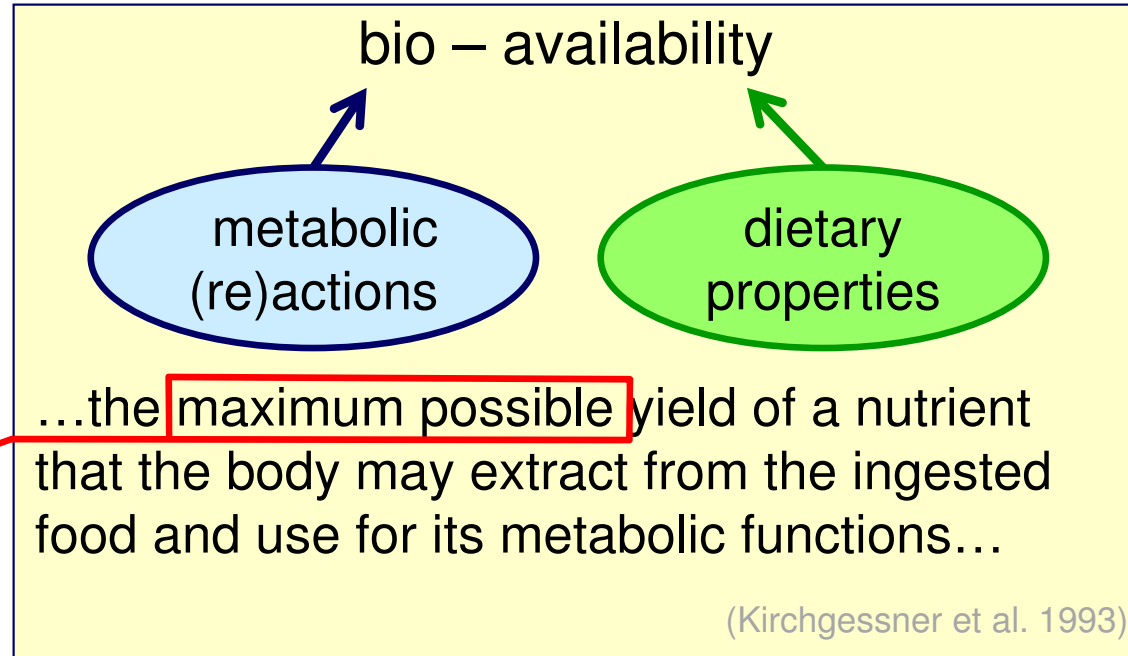 bio – availability
metabolic
(re)actions
dietary
properties
…the maximum possible yield of a nutrient
that the body may extract from the ingested
food and use for its metabolic functions…
(Kirchgessner et al. 1993)